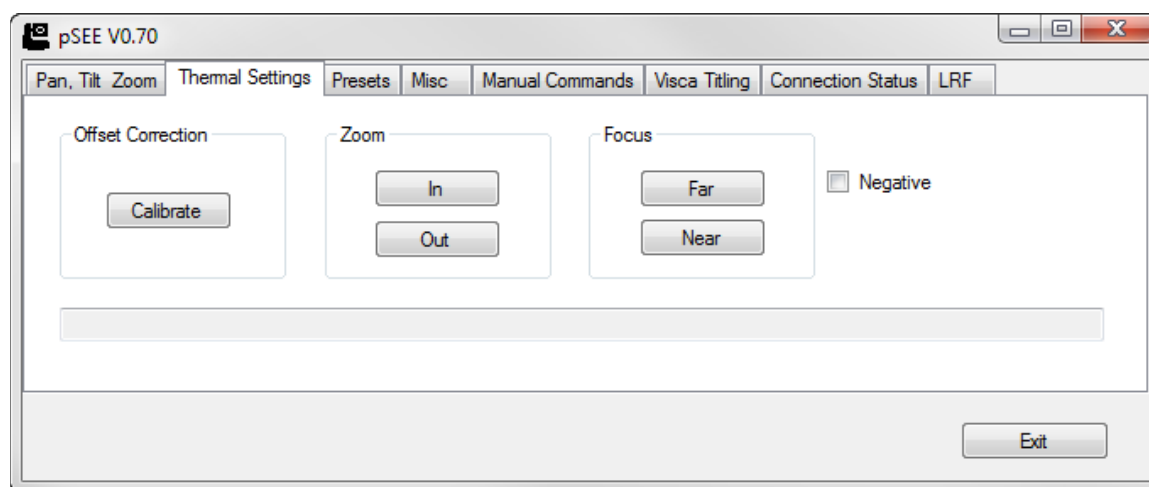 pSEE V0.70
Pan, Tilt Zoom Thermal Settings Presets Misc Manual Commands Visca Titling Connection Status LRF
Offset Correction Zoom Focus
In Far Negative
Calibrate
Out Near
Exit